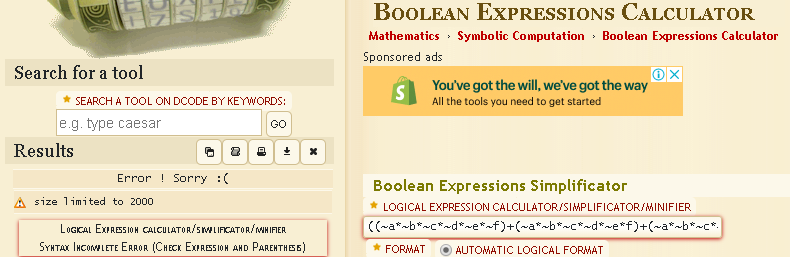 Search for a tool
SEARCH A TOOL ON DCODE BY KEYWORDS:
e.g. type caesar
GO
Results
Error ! Sorry :(
size limited to 2000
LOGICAL EXPRESSION CALCULATOR/SIMPLIFICATOR/MINIFIER
SYNTAX INCOMPLETE ERROR (CHECK EXPRESSION AND PARENTHESIS)
BOOLEAN EXPRESSIONS CALCULATOR
Mathematics › Symbolic Computation › Boolean Expressions Calculator
Sponsored ads
You've got the will, we've got the way
All the tools you need to get started
Boolean Expressions Simplificator
LOGICAL EXPRESSION CALCULATOR/SIMPLIFICATOR/MINIFIER
((~a*~b*~c*~d*~e*~f)+(~a*~b*~c*~d*~e*f)+(~a*~b*~c*
FORMAT
AUTOMATIC LOGICAL FORMAT